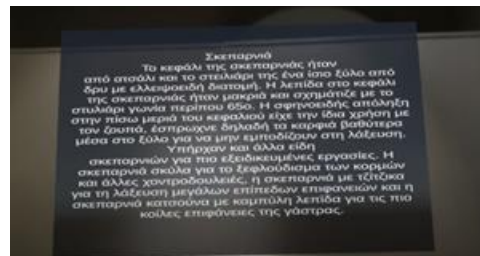 Σκεπαρνιά
Το κεφάλι της σκεπαρνιάς ήταν
από ατσάλι και το στειλιάρι της ένα ίσιο ξύλο από
δρυ με ελλειψοειδή διατομή. Η λεπίδα στο κεφάλι
της σκεπαρνιάς ήταν μακριά και σχημάτιζε με το
στυλιάρι γωνία περίπου 65ο. Η σφηνοειδής απόληξη
στην πίσω μεριά του κεφαλιού είχε την ίδια χρήση με
τον ζουπά, έσπρωχνε δηλαδή τα καρφιά βαθύτερα
μέσα στο ξύλο για να μην εμποδίζουν στη λάξευση.
Υπήρχαν και άλλα είδη
σκεπαρνιών για πιο εξειδικευμένες εργασίες. Η
σκεπαρνιά σκύλα για το ξεφλούδισμα των κορμών
και άλλες χοντροδουλειές, η σκεπαρνιά με τζίτζικα
για τη λάξευση μεγάλων επίπεδων επιφανειών και η
σκεπαρνιά κατσούνα με καμπύλη λεπίδα για τις πιο
κοίλες επιφάνειες της γάστρας.